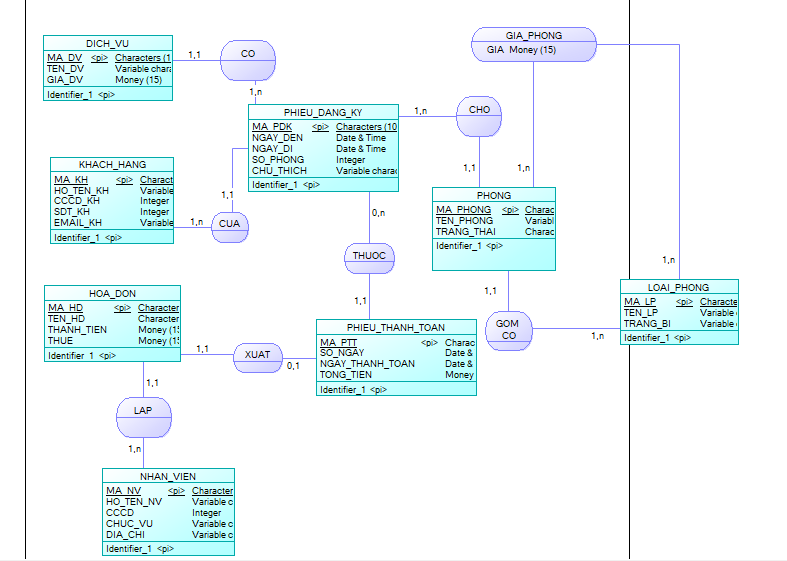 DICH_VU
MA_DV <pi> Characters (1
TEN_DV Variable chara
GIA_DV Money (15)
Identifier_1 <pi>
1,1
CO
1,n
GIA_PHONG
GIA Money (15)
PHIEU_DANG_KY
MA_PDK <pi> Characters (10
NGAY_DEN Date & Time
NGAY_DI Date & Time
SO_PHONG Integer
CHU_THICH Variable charac
Identifier_1 <pi>
1,n
CHO
1,1
1,n
KHACH_HANG
MA_KH <pi> Charact
HO_TEN_KH Variable
CCCD_KH Integer
SDT_KH Integer
EMAIL_KH Variable
Identifier_1 <pi>
1,1
1,n
CUA
PHONG
MA_PHONG <pi> Charac
TEN_PHONG Variabl
TRANG_THAI Charac
Identifier_1 <pi>
0,n
THUOC
1,1
1,n
1,1
LOAI_PHONG
MA_LP <pi> Characte
TEN_LP Variable
TRANG_BI Variable
Identifier_1 <pi>
GOM
CO
1,n
HOA_DON
MA_HD <pi> Character
TEN_HD Character
THANH_TIEN Money (15
THUE Money (15
Identifier_1 <pi>
1,1
XUAT
0,1
PHIEU_THANH_TOAN
MA_PTT <pi> Charac
SO_NGAY Date &
NGAY_THANH_TOAN Date &
TONG_TIEN Money
Identifier_1 <pi>
1,1
LAP
1,n
NHAN_VIEN
MA_NV <pi> Character
HO_TEN_NV Variable c
CCCD Integer
CHUC_VU Variable c
DIA_CHI Variable c
Identifier_1 <pi>